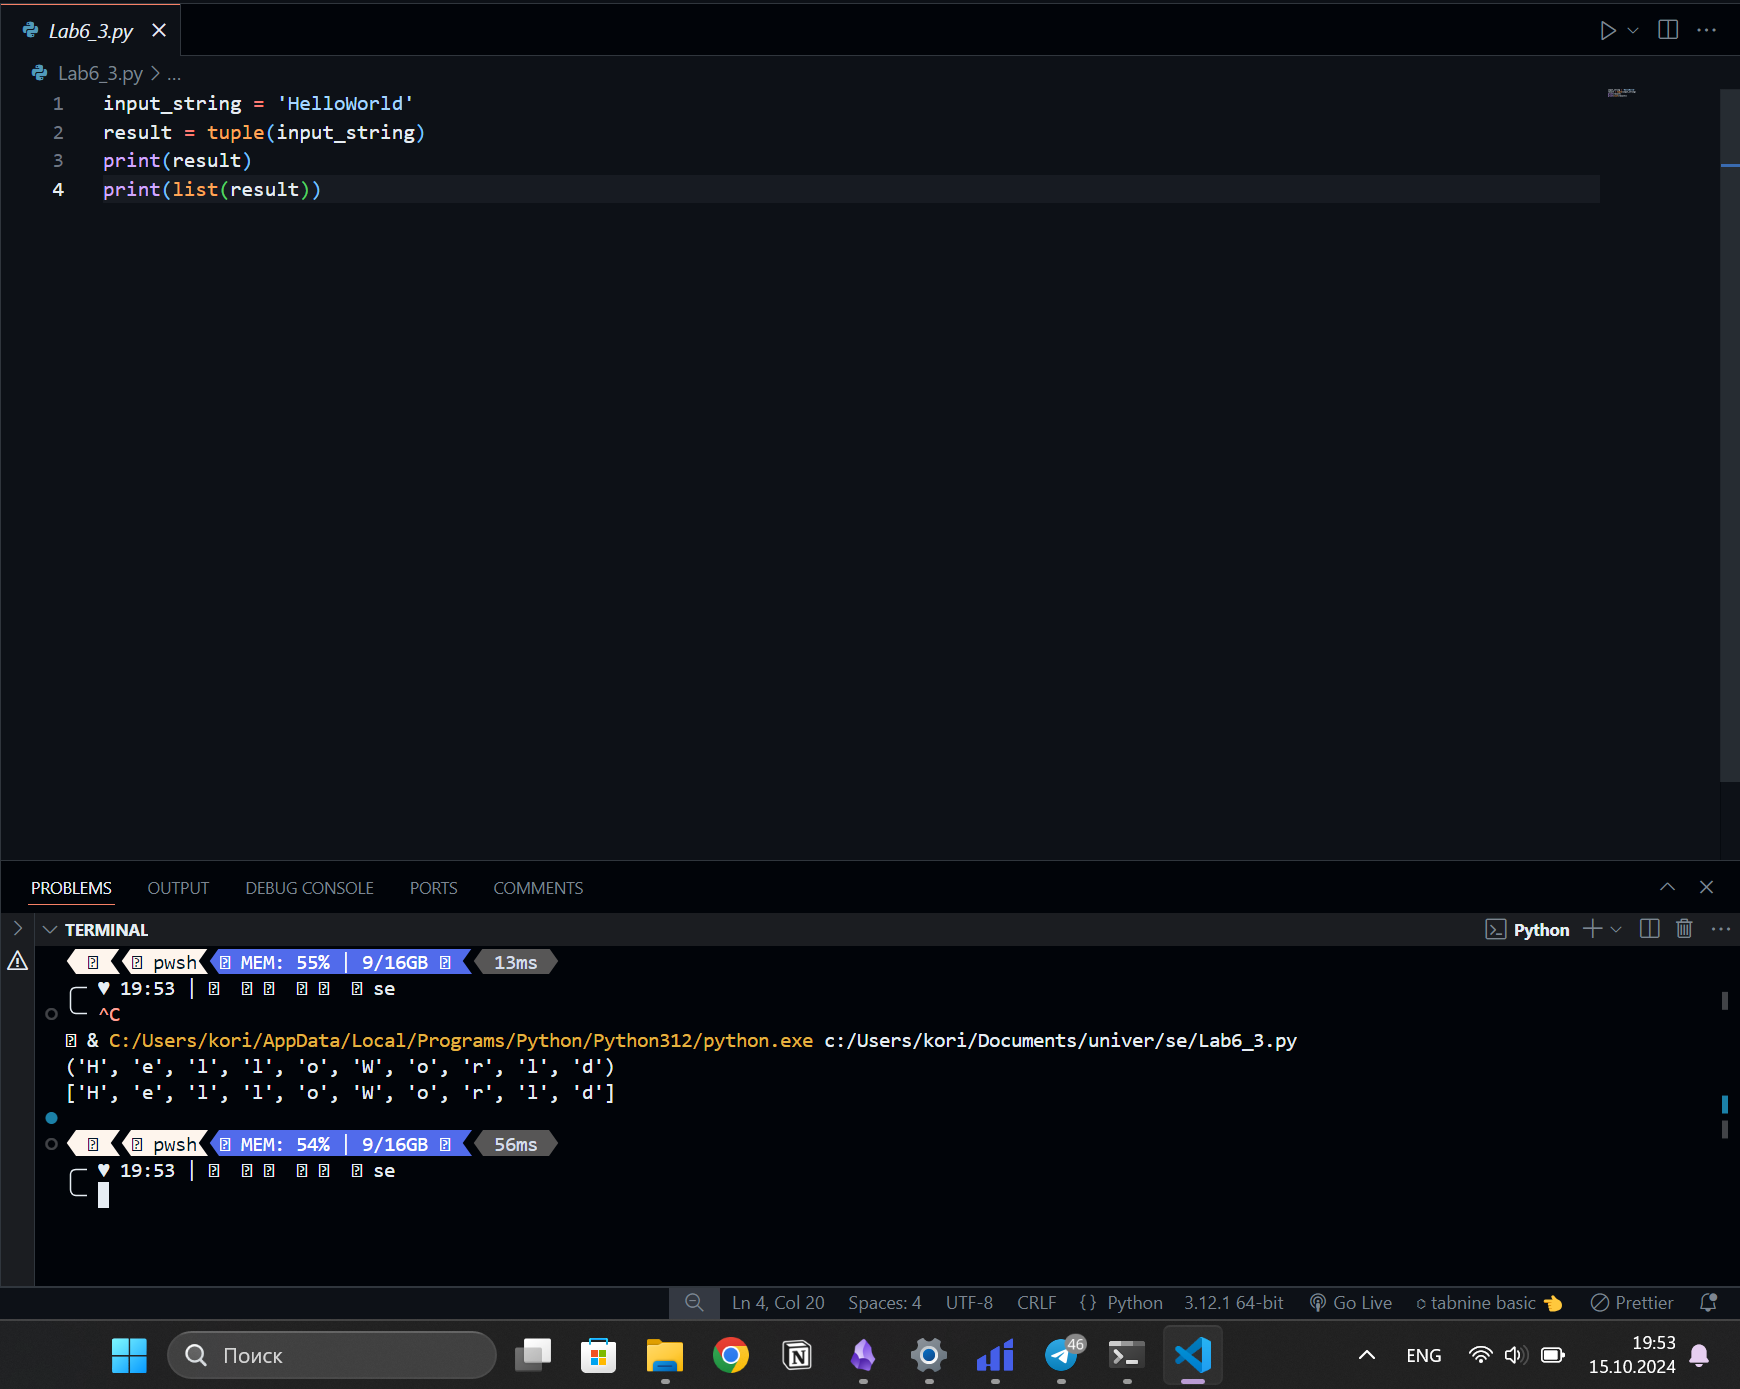 Lab6_3.py
Lab6_3.py > ...
1 input_string = 'HelloWorld'
2 result = tuple(input_string)
3 print(result)
4 print(list(result))
PROBLEMS OUTPUT DEBUG CONSOLE PORTS COMMENTS
TERMINAL Python
pwsh MEM: 55% | 9/16GB 13ms
♥ 19:53 | se
^C
& C:/Users/kori/AppData/Local/Programs/Python/Python312/python.exe c:/Users/kori/Documents/univer/se/Lab6_3.py
('H', 'e', 'l', 'l', 'o', 'W', 'o', 'r', 'l', 'd')
['H', 'e', 'l', 'l', 'o', 'W', 'o', 'r', 'l', 'd']
pwsh MEM: 54% | 9/16GB 56ms
♥ 19:53 | se
Ln 4, Col 20 Spaces: 4 UTF-8 CRLF {} Python 3.12.1 64-bit Go Live tabnine basic 👈 Prettier
Поиск 46 ENG 19:53
15.10.2024